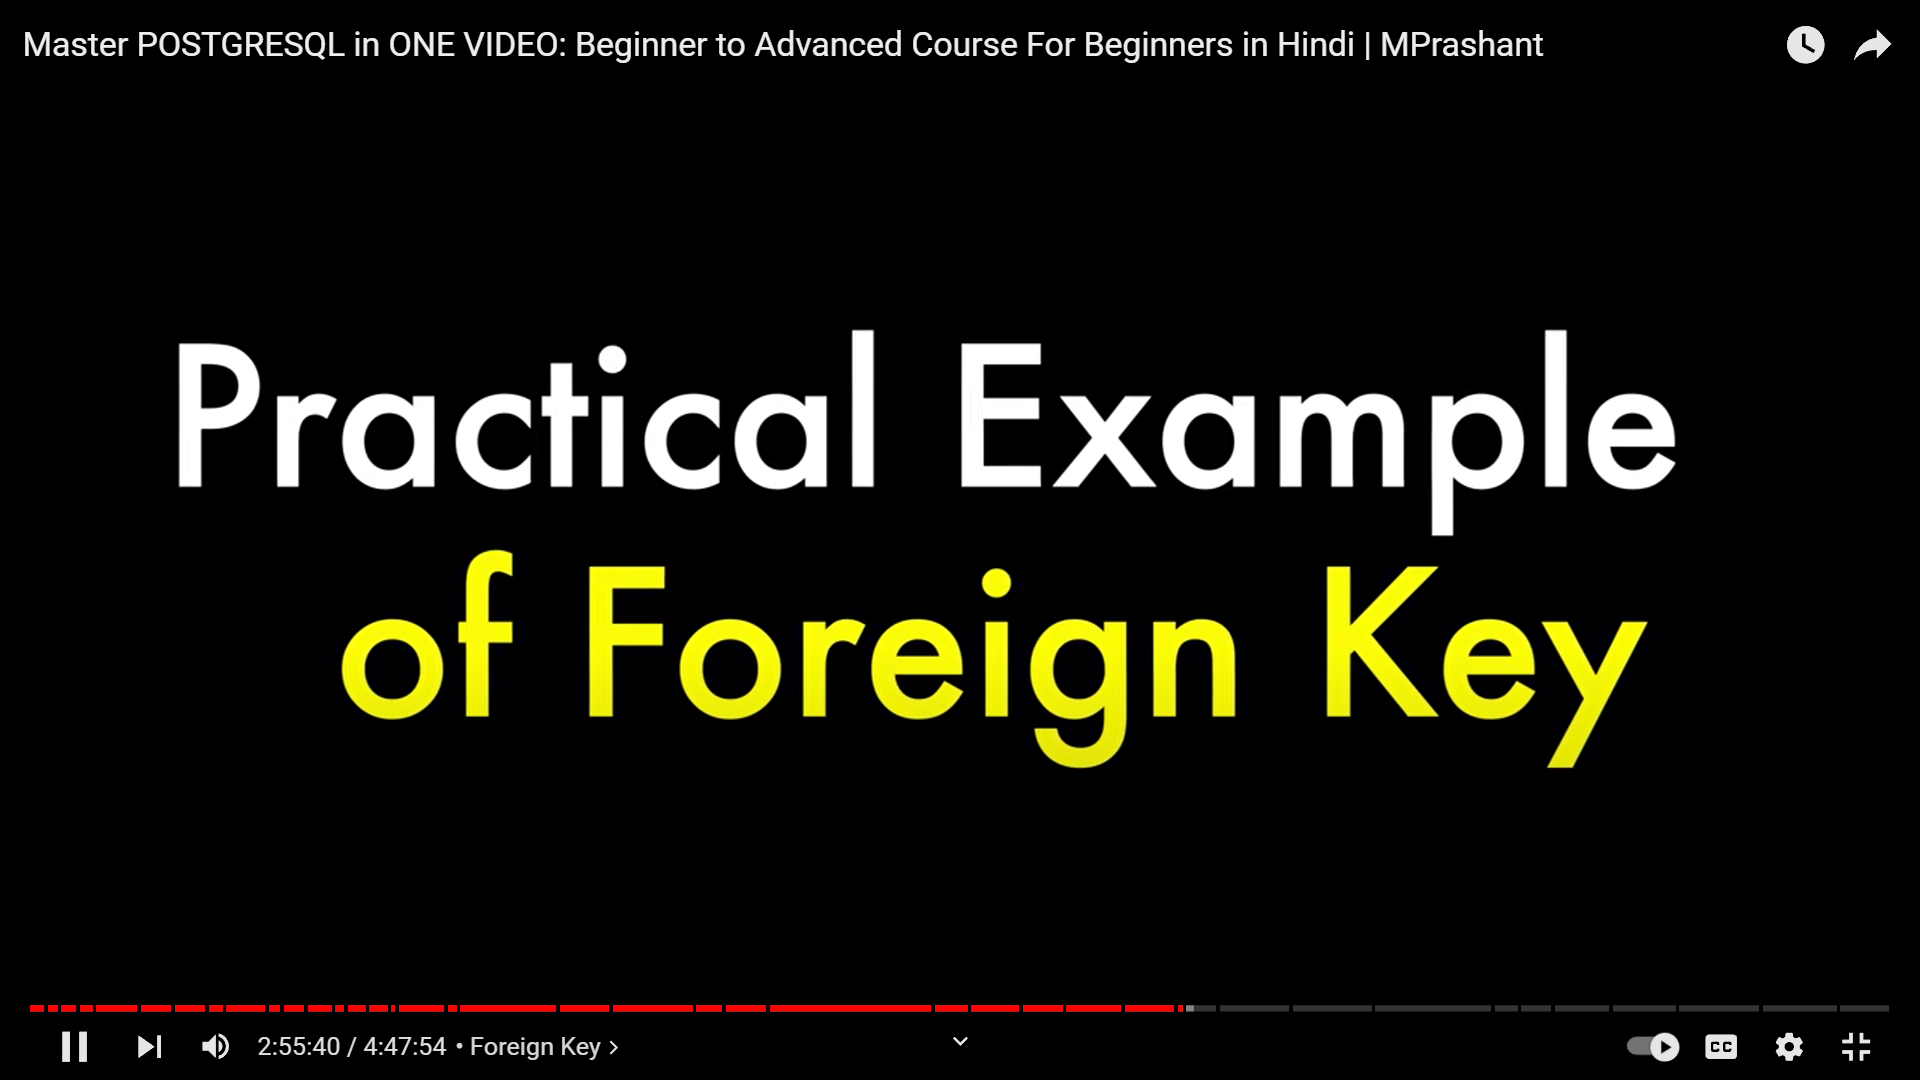 Master POSTGRESQL in ONE VIDEO: Beginner to Advanced Course For Beginners in Hindi | MPrashant
Practical Example
of Foreign Key
2:55:40 / 4:47:54 • Foreign Key >
CC